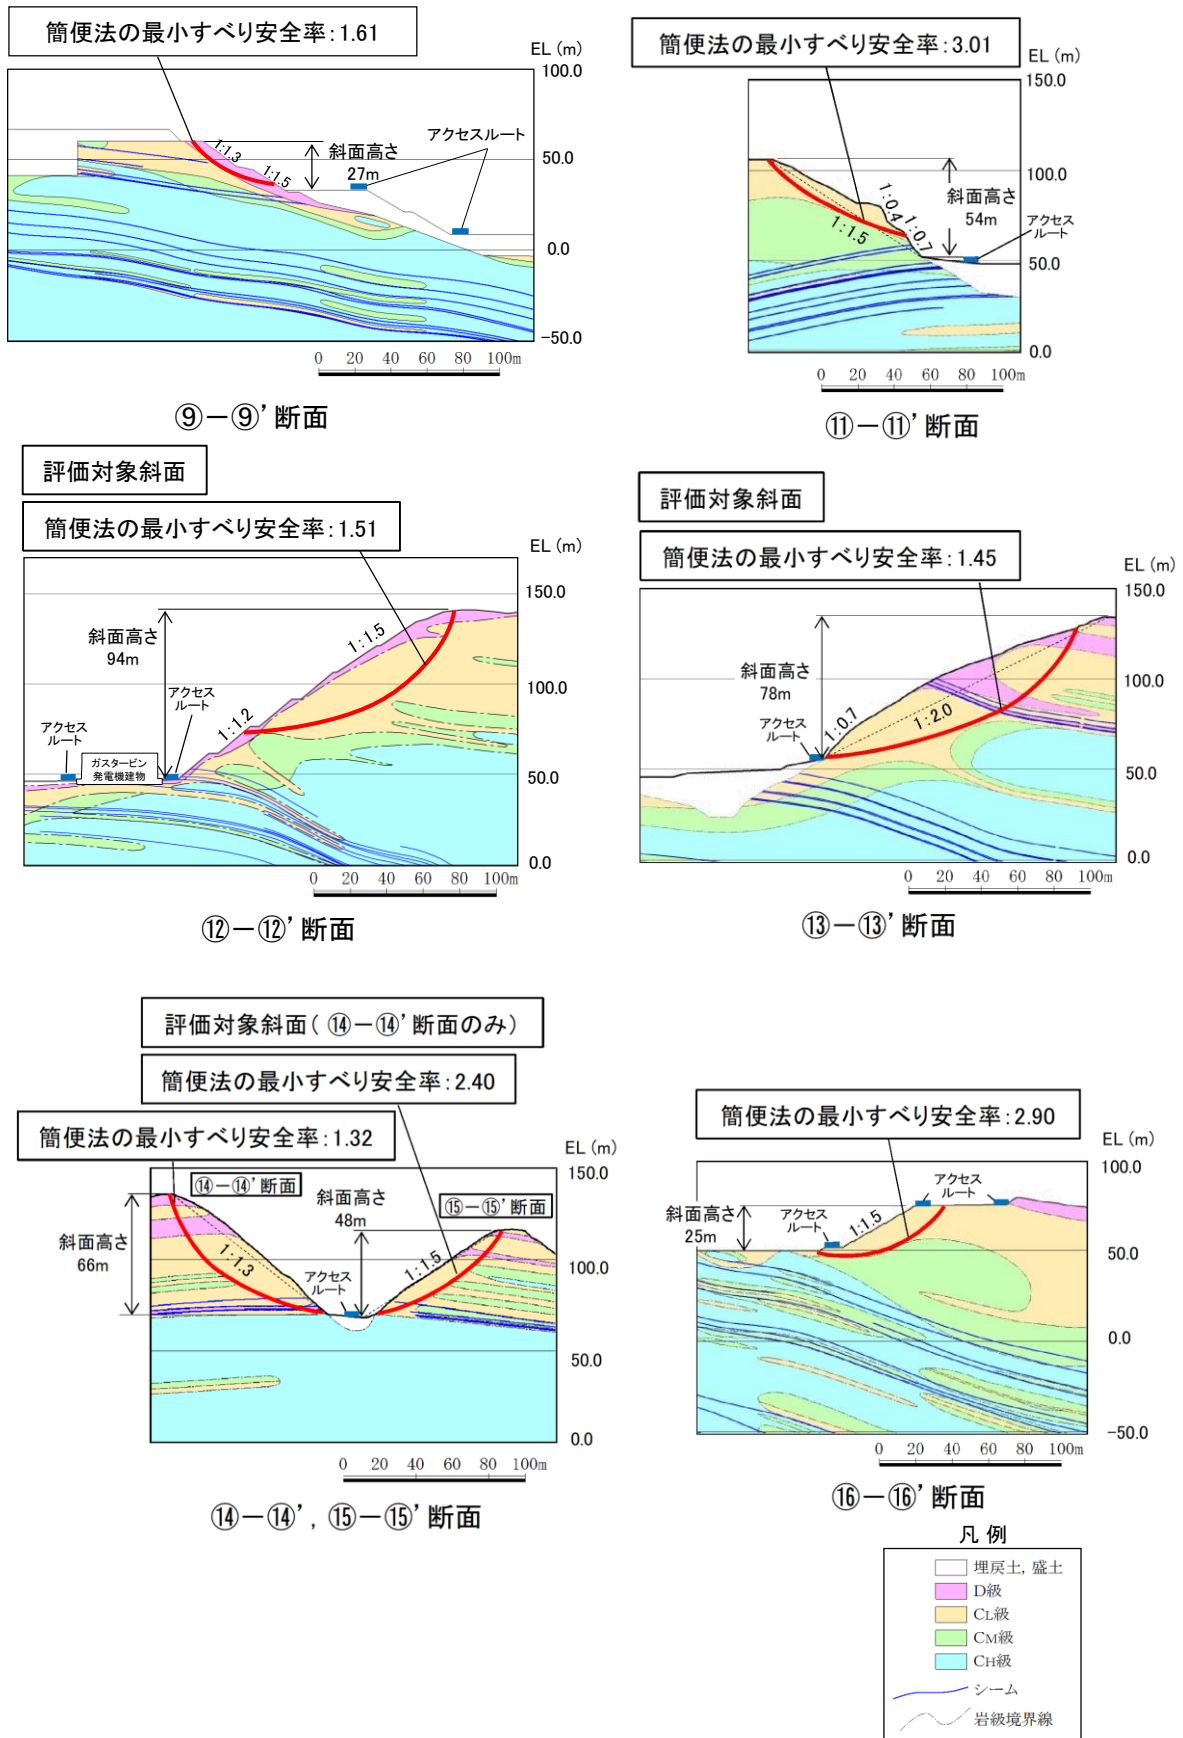 簡便法の最小すべり安全率:1.61
EL (m)
100.0
50.0
0.0
-50.0
1:1.3
1:1.5
斜面高さ
27m
アクセスルート
0 20 40 60 80 100m
⑨-⑨' 断面
簡便法の最小すべり安全率:3.01
EL (m)
150.0
100.0
50.0
0.0
1:0.4
1:0.7
1:1.5
斜面高さ
54m
アクセス
ルート
0 20 40 60 80 100m
⑪-⑪' 断面
評価対象斜面
簡便法の最小すべり安全率:1.51
EL (m)
150.0
100.0
50.0
0.0
斜面高さ
94m
1:1.5
1:1.2
アクセス
ルート
アクセス
ルート
ガスタービン
発電機建物
0 20 40 60 80 100m
⑫-⑫' 断面
評価対象斜面
簡便法の最小すべり安全率:1.45
EL (m)
150.0
100.0
50.0
0.0
斜面高さ
78m
アクセス
ルート
1:0.7
1:2.0
0 20 40 60 80 100m
⑬-⑬' 断面
評価対象斜面( ⑭-⑭' 断面のみ)
簡便法の最小すべり安全率:2.40
簡便法の最小すべり安全率:1.32
EL (m)
150.0
100.0
50.0
0.0
⑭-⑭' 断面
⑮-⑮' 断面
斜面高さ
48m
斜面高さ
66m
1:1.3
1:1.5
アクセス
ルート
0 20 40 60 80 100m
⑭-⑭', ⑮-⑮' 断面
簡便法の最小すべり安全率:2.90
EL (m)
100.0
50.0
0.0
-50.0
アクセス
ルート
アクセス
ルート
斜面高さ
25m
1:1.5
0 20 40 60 80 100m
⑯-⑯' 断面
凡 例
埋戻土, 盛土
D級
CL級
CM級
CH級
シーム
岩級境界線